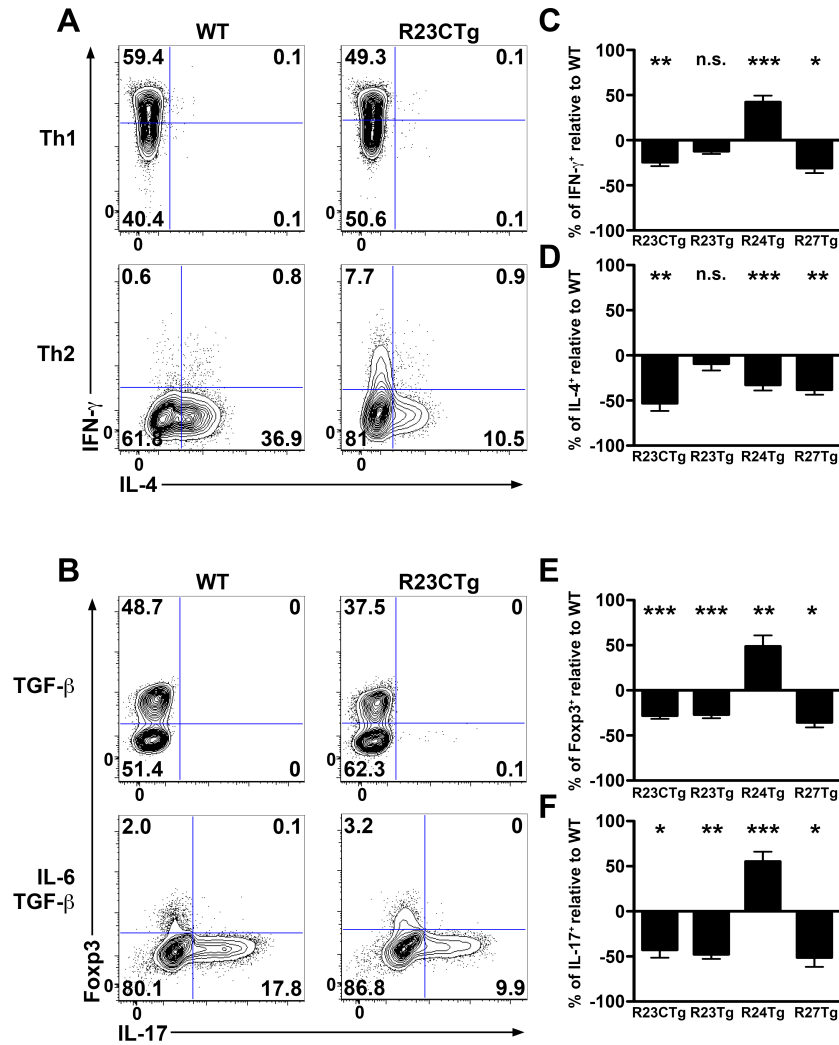 A
WT
R23CTg
Th1
59.4
0.1
49.3
0.1
0
40.4
0.1
0
0
50.6
0.1
0
Th2
0.6
0.8
7.7
0.9
0
61.8
36.9
0
0
81
10.5
0
IFN-γ
IL-4
B
WT
R23CTg
TGF-β
48.7
0
37.5
0
0
51.4
0
0
0
62.3
0.1
0
IL-6
TGF-β
2.0
0.1
3.2
0
0
80.1
17.8
0
0
86.8
9.9
0
Foxp3
IL-17
C
% of IFN-γ⁺ relative to WT
100
50
0
-50
-100
** n.s. *** *
R23CTg R23Tg R24Tg R27Tg
D
% of IL-4⁺ relative to WT
100
50
0
-50
-100
** n.s. *** **
R23CTg R23Tg R24Tg R27Tg
E
% of Foxp3⁺ relative to WT
100
50
0
-50
-100
*** *** ** *
R23CTg R23Tg R24Tg R27Tg
F
% of IL-17⁺ relative to WT
100
50
0
-50
-100
* ** *** *
R23CTg R23Tg R24Tg R27Tg